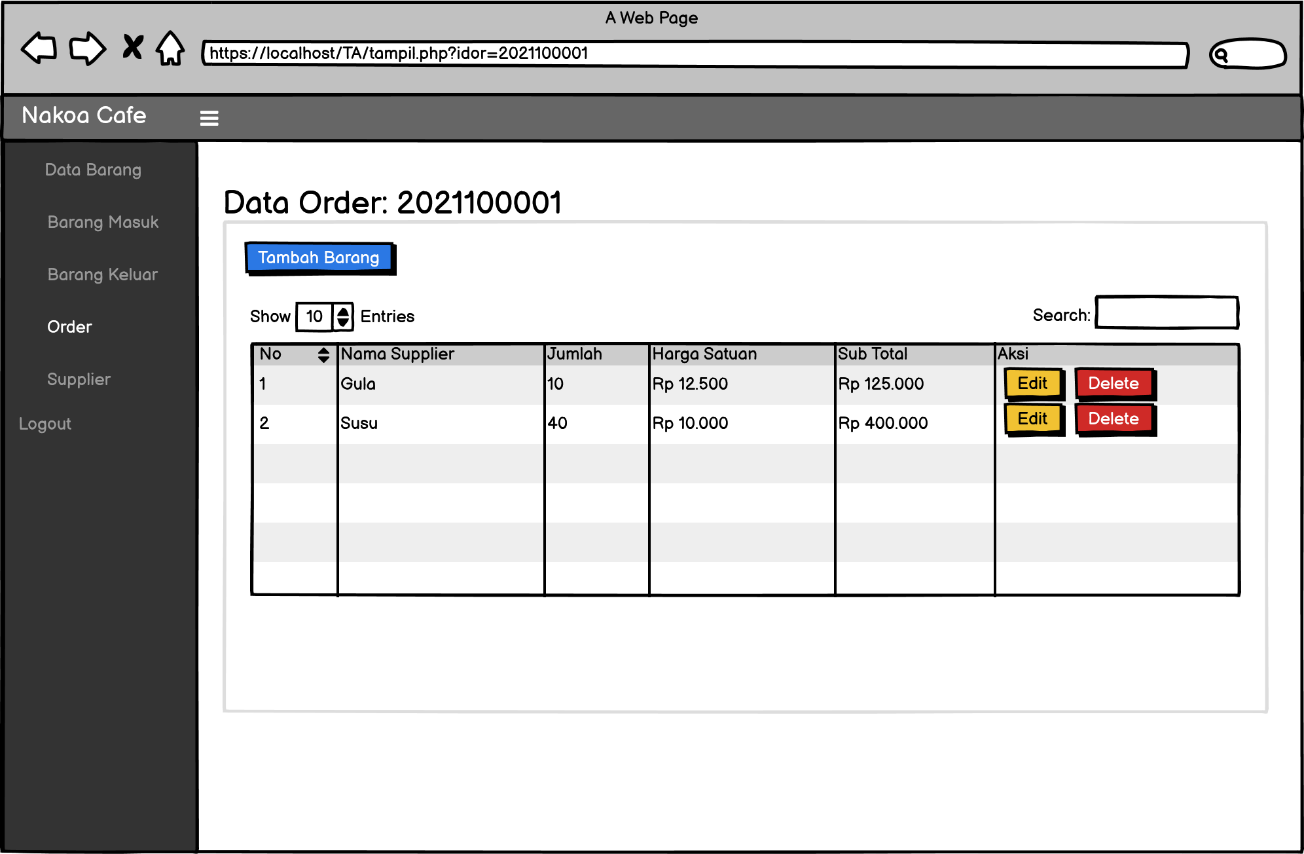 A Web Page
https://localhost/TA/tampil.php?idor=2021100001
Nakoa Cafe
Data Barang
Barang Masuk
Barang Keluar
Order
Supplier
Logout
Data Order: 2021100001
Tambah Barang
Show 10 Entries
Search:
No Nama Supplier Jumlah Harga Satuan Sub Total Aksi
1 Gula 10 Rp 12.500 Rp 125.000 Edit Delete
2 Susu 40 Rp 10.000 Rp 400.000 Edit Delete